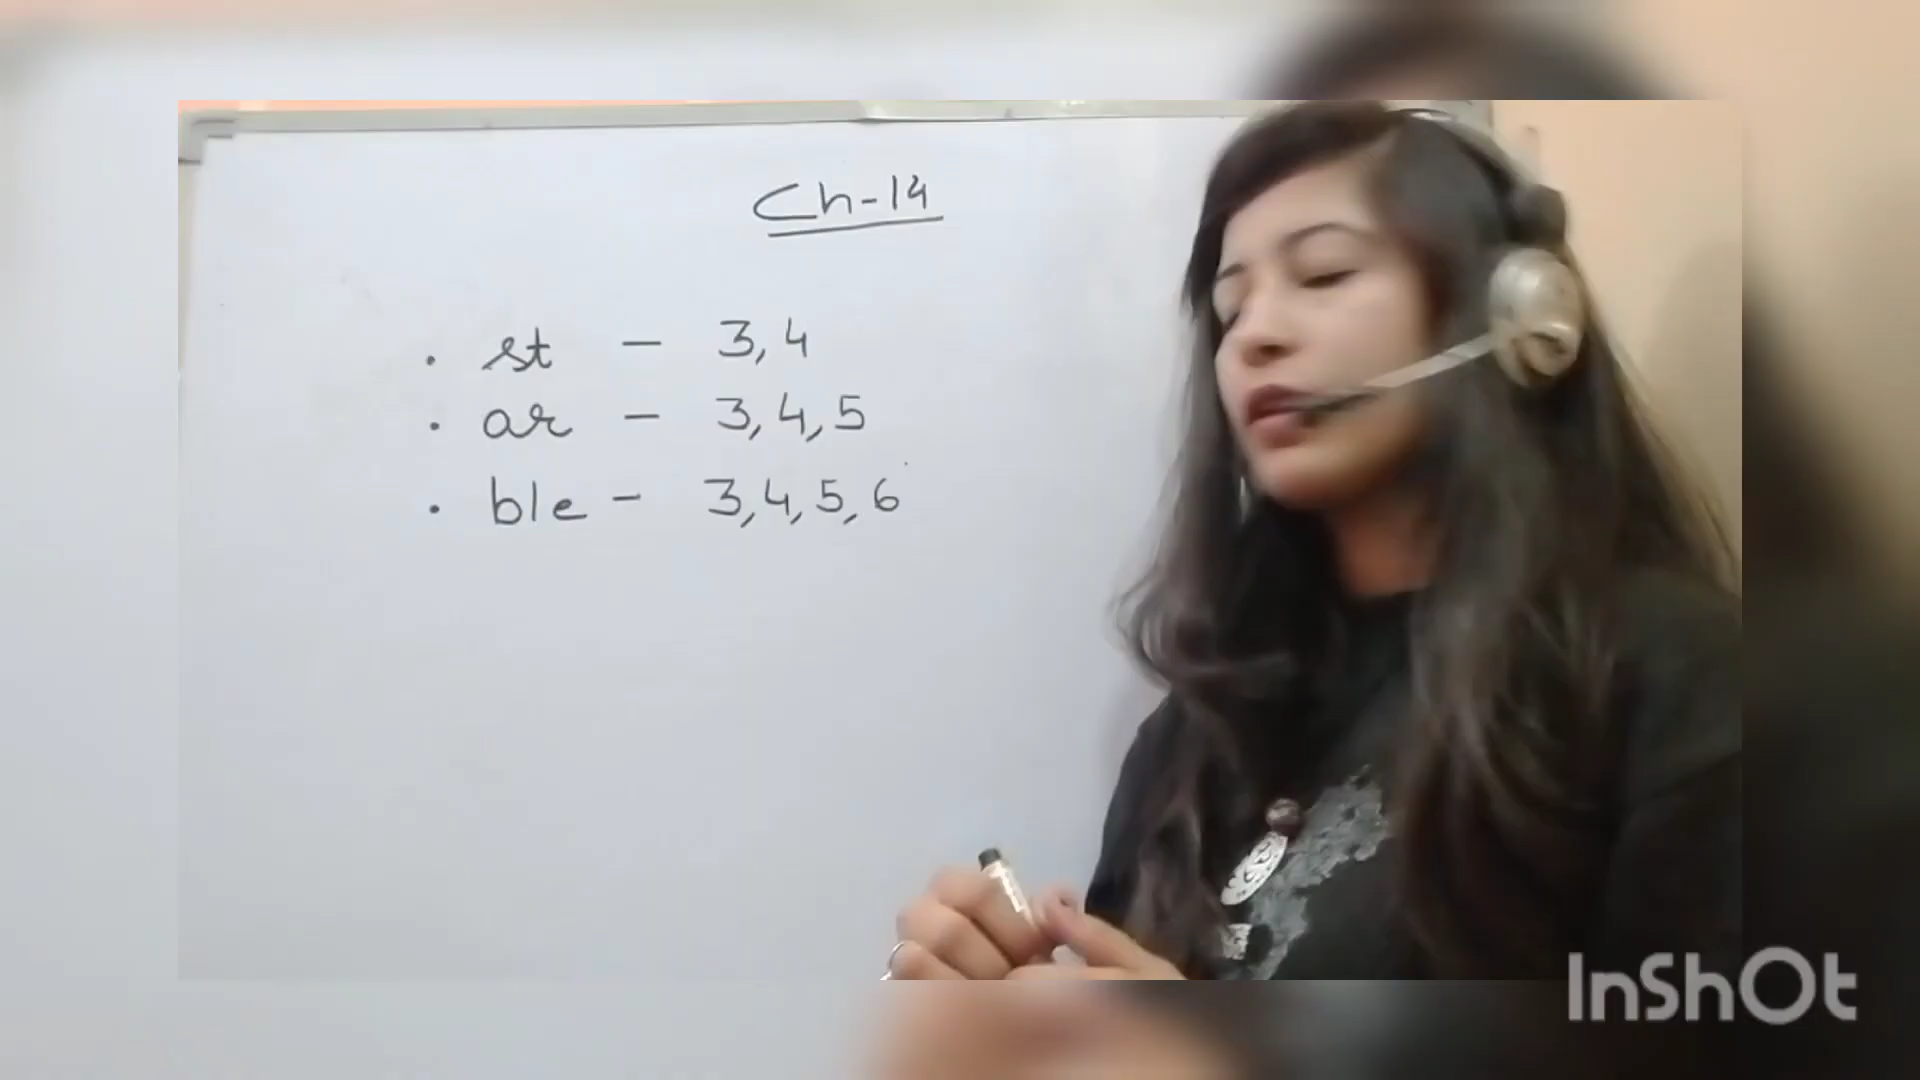 Ch-14
. st - 3, 4
. ar - 3, 4, 5
. ble - 3, 4, 5, 6
InShOt